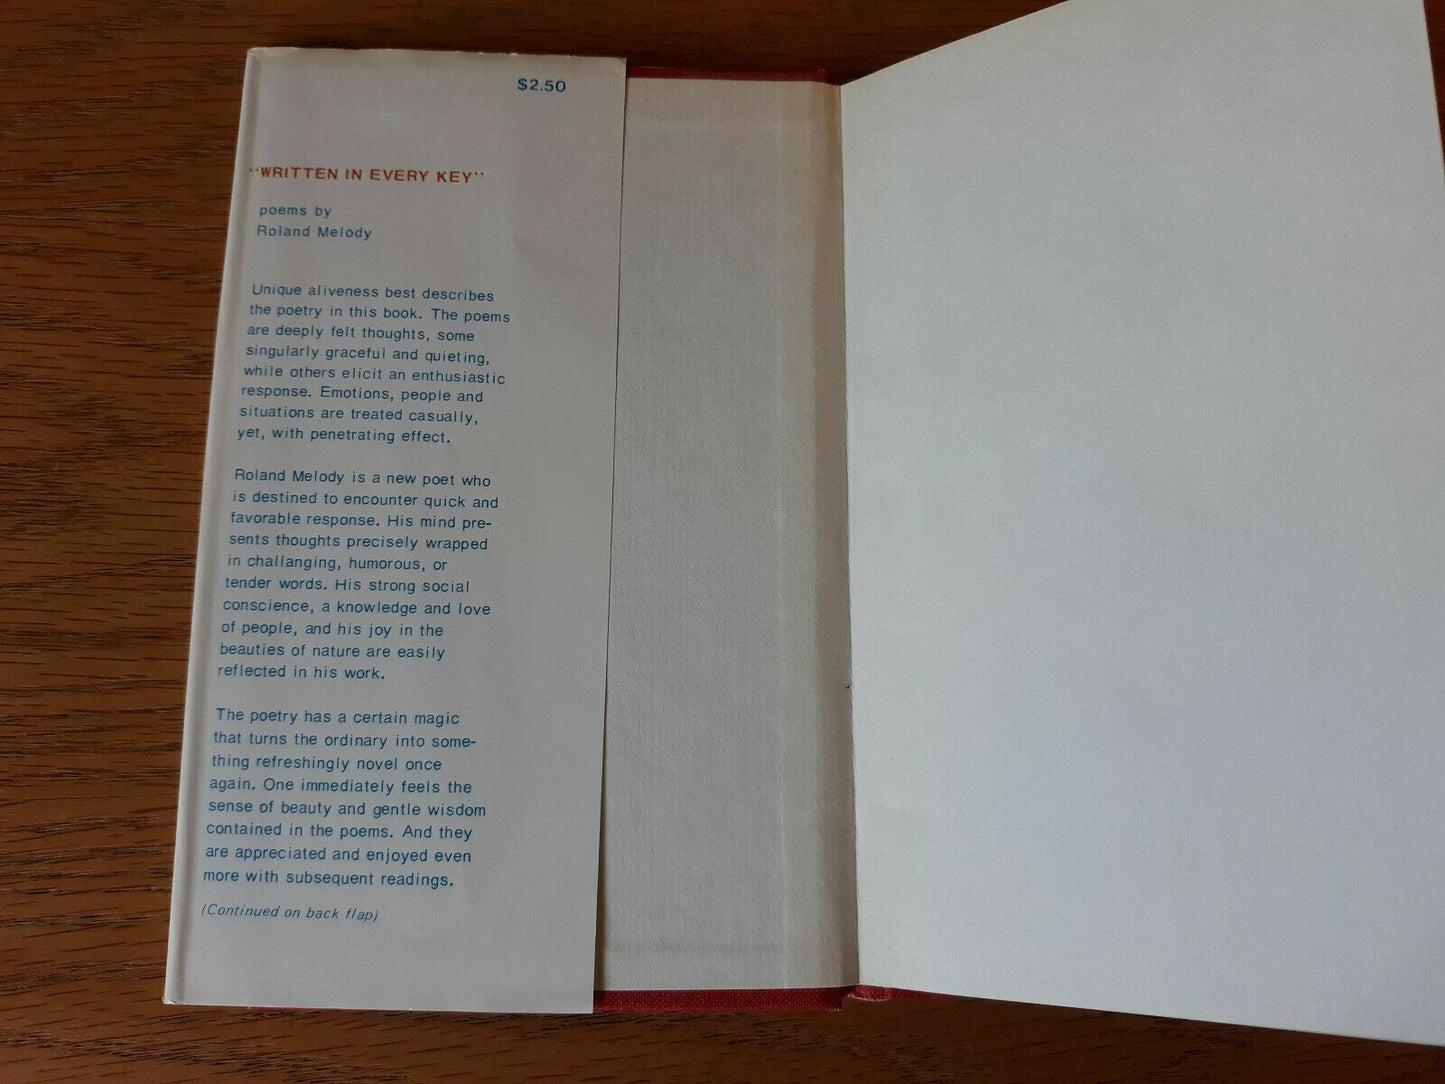 $2.50
"WRITTEN IN EVERY KEY"
poems by
Roland Melody
Unique aliveness best describes
the poetry in this book. The poems
are deeply felt thoughts, some
singularly graceful and quieting,
while others elicit an enthusiastic
response. Emotions, people and
situations are treated casually,
yet, with penetrating effect.
Roland Melody is a new poet who
is destined to encounter quick and
favorable response. His mind pre-
sents thoughts precisely wrapped
in challanging, humorous, or
tender words. His strong social
conscience, a knowledge and love
of people, and his joy in the
beauties of nature are easily
reflected in his work.
The poetry has a certain magic
that turns the ordinary into some-
thing refreshingly novel once
again. One immediately feels the
sense of beauty and gentle wisdom
contained in the poems. And they
are appreciated and enjoyed even
more with subsequent readings.
(Continued on back flap)